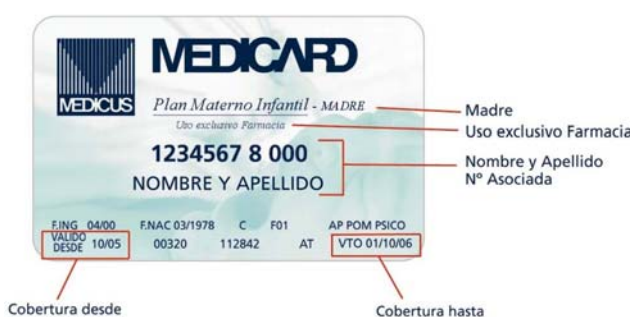 MEDICUS
MEDICARD
Plan Materno Infantil - MADRE
Uso exclusivo Farmacia
1234567 8 000
NOMBRE Y APELLIDO
F.ING 04/00 F.NAC 03/1978 C F01 AP POM PSICO
VALIDO DESDE 10/05 00320 112842 AT VTO 01/10/06
Madre
Uso exclusivo Farmacia
Nombre y Apellido
Nº Asociada
Cobertura desde
Cobertura hasta